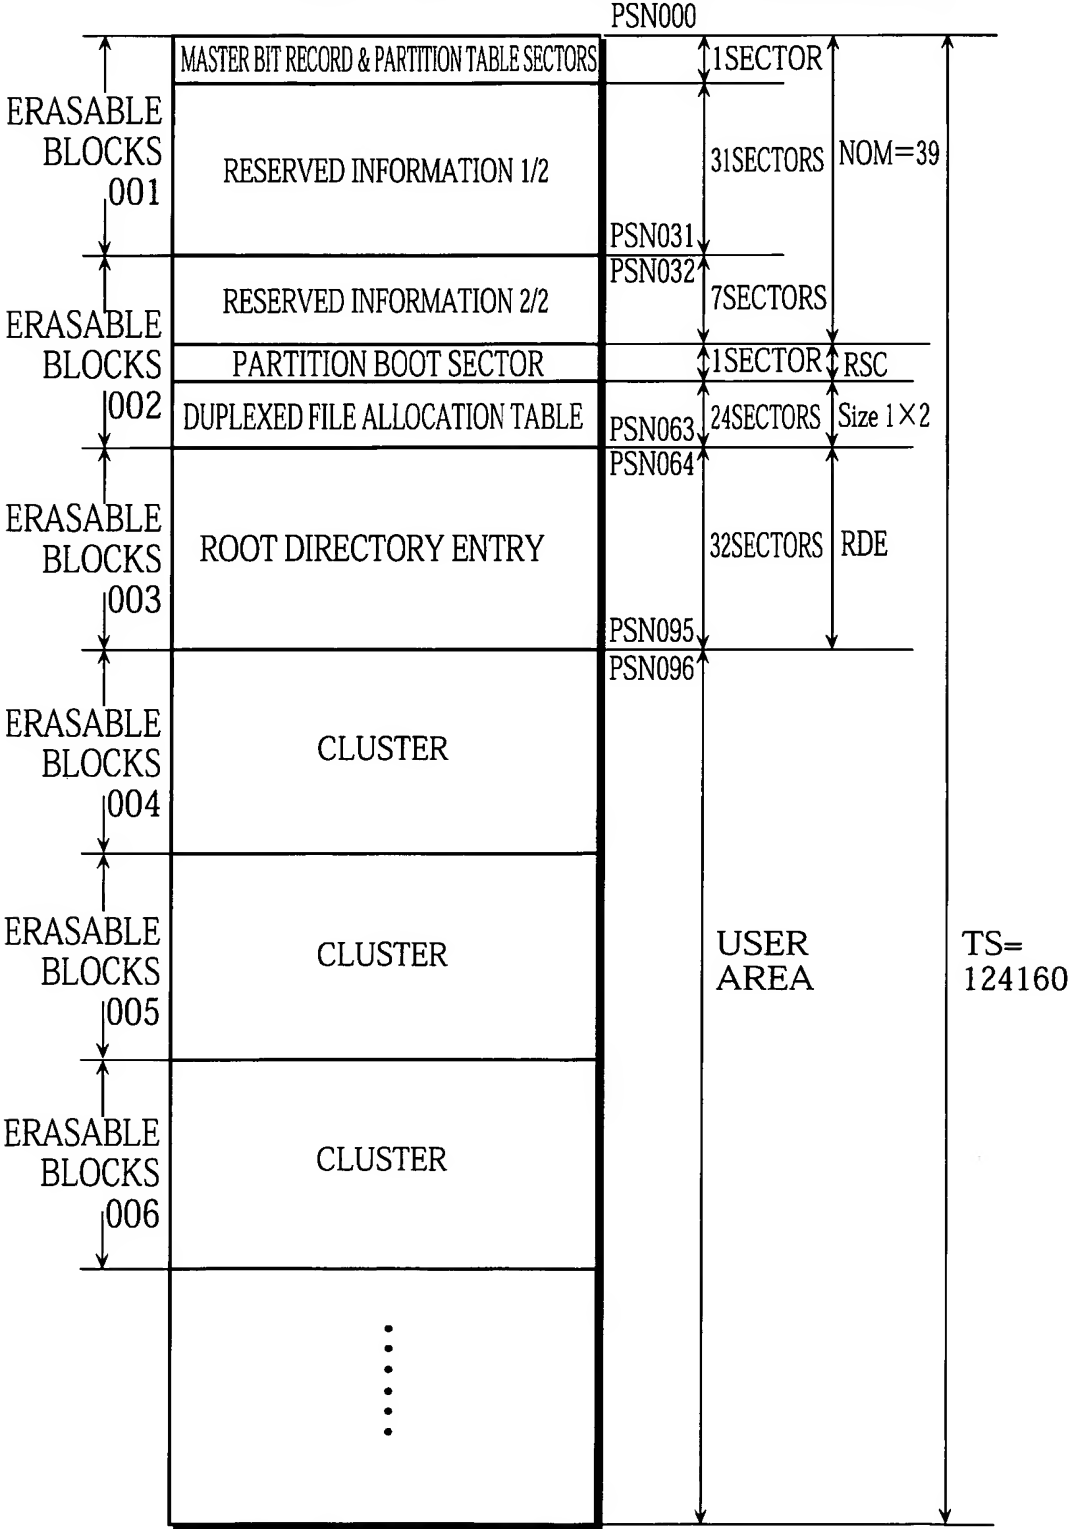 PSN000
MASTER BIT RECORD & PARTITION TABLE SECTORS
1SECTOR
ERASABLE
BLOCKS
001
RESERVED INFORMATION 1/2
31SECTORS
NOM=39
PSN031
PSN032
RESERVED INFORMATION 2/2
7SECTORS
ERASABLE
BLOCKS
002
PARTITION BOOT SECTOR
1SECTOR
RSC
DUPLEXED FILE ALLOCATION TABLE
24SECTORS
Size 1×2
PSN063
PSN064
ERASABLE
BLOCKS
003
ROOT DIRECTORY ENTRY
32SECTORS
RDE
PSN095
PSN096
ERASABLE
BLOCKS
004
CLUSTER
ERASABLE
BLOCKS
005
CLUSTER
USER
AREA
TS=
124160
ERASABLE
BLOCKS
006
CLUSTER